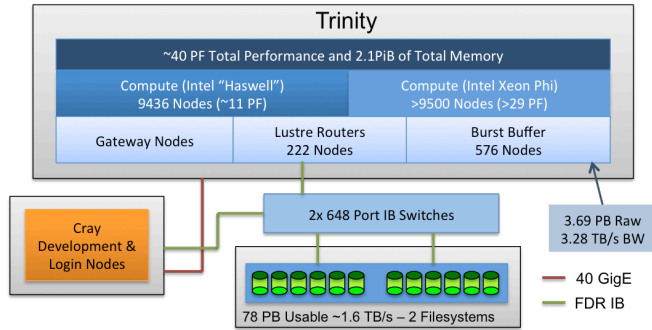 Trinity
~40 PF Total Performance and 2.1PiB of Total Memory
Compute (Intel “Haswell”)
9436 Nodes (~11 PF)
Compute (Intel Xeon Phi)
>9500 Nodes (>29 PF)
Gateway Nodes
Lustre Routers
222 Nodes
Burst Buffer
576 Nodes
Cray
Development &
Login Nodes
2x 648 Port IB Switches
3.69 PB Raw
3.28 TB/s BW
78 PB Usable ~1.6 TB/s – 2 Filesystems
40 GigE
FDR IB